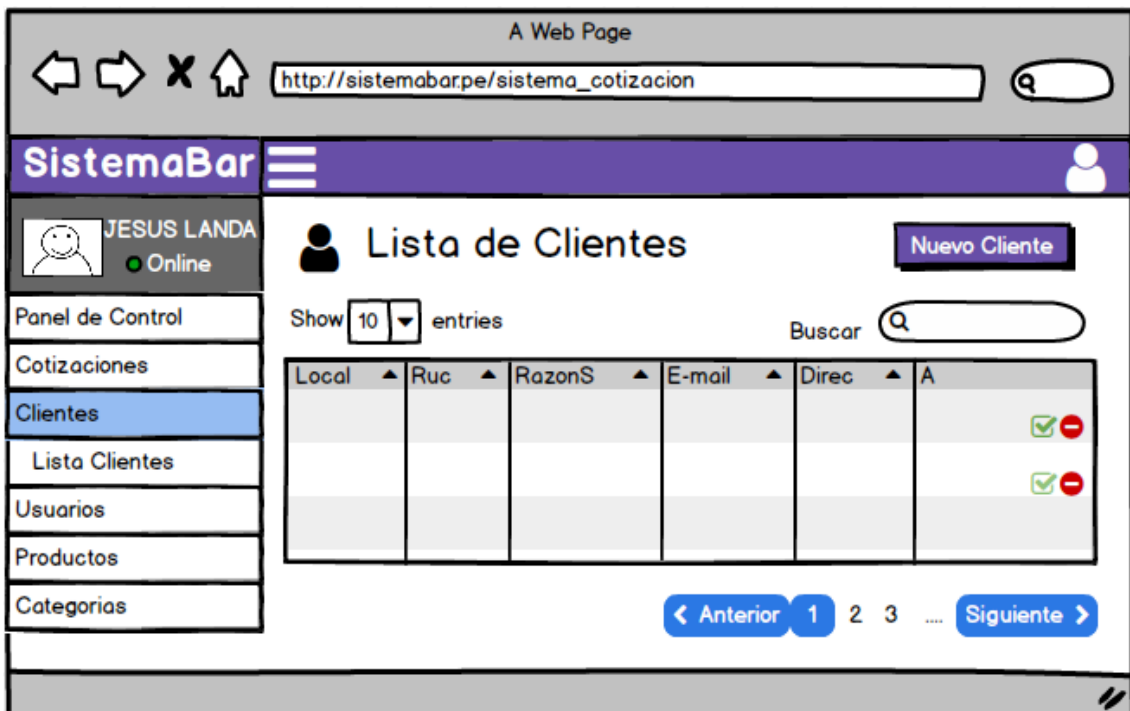 A Web Page
http://sistemabar.pe/sistema_cotizacion
SistemaBar
JESUS LANDA
Online
Panel de Control
Cotizaciones
Clientes
Lista Clientes
Usuarios
Productos
Categorias
Lista de Clientes
Nuevo Cliente
Show 10 entries
Buscar
Local Ruc RazonS E-mail Direc A
Anterior 1 2 3 .... Siguiente